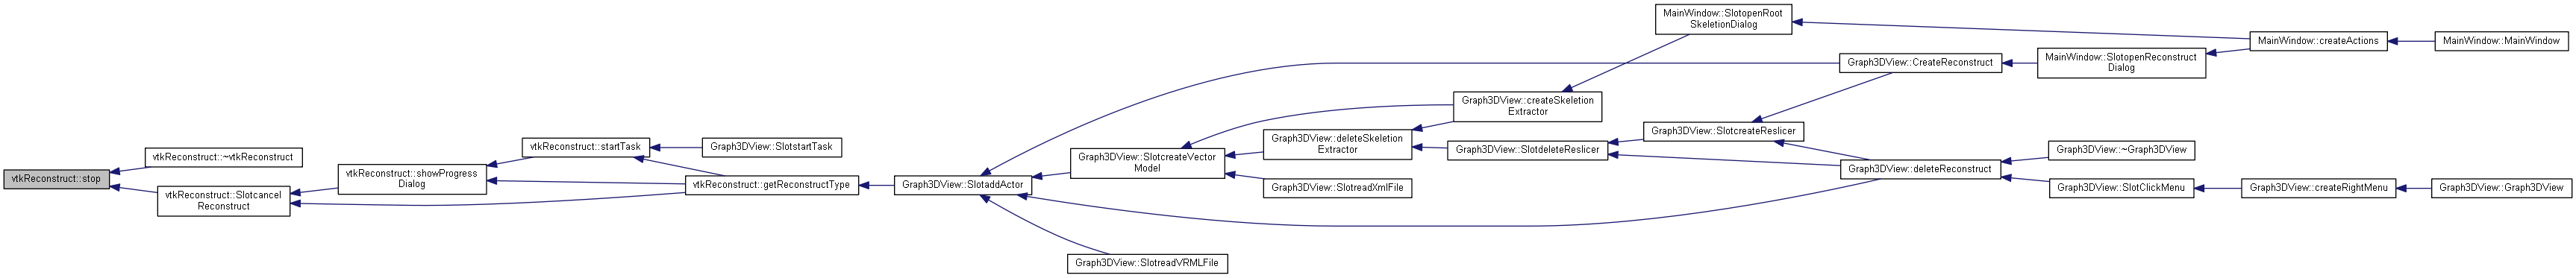 vtkReconstruct::stop
vtkReconstruct::~vtkReconstruct
vtkReconstruct::Slotcancel
Reconstruct
vtkReconstruct::showProgress
Dialog
vtkReconstruct::startTask
Graph3DView::SlotstartTask
vtkReconstruct::getReconstructType
Graph3DView::SlotaddActor
Graph3DView::SlotcreateVector
Model
Graph3DView::SlotreadVRMLFile
Graph3DView::deleteSkeletion
Extractor
Graph3DView::SlotreadXmlFile
Graph3DView::createSkeletion
Extractor
Graph3DView::SlotdeleteReslicer
Graph3DView::SlotcreateReslicer
MainWindow::SlotopenRoot
SkeletionDialog
Graph3DView::CreateReconstruct
Graph3DView::deleteReconstruct
MainWindow::SlotopenReconstruct
Dialog
Graph3DView::~Graph3DView
Graph3DView::SlotClickMenu
MainWindow::createActions
Graph3DView::createRightMenu
MainWindow::MainWindow
Graph3DView::Graph3DView